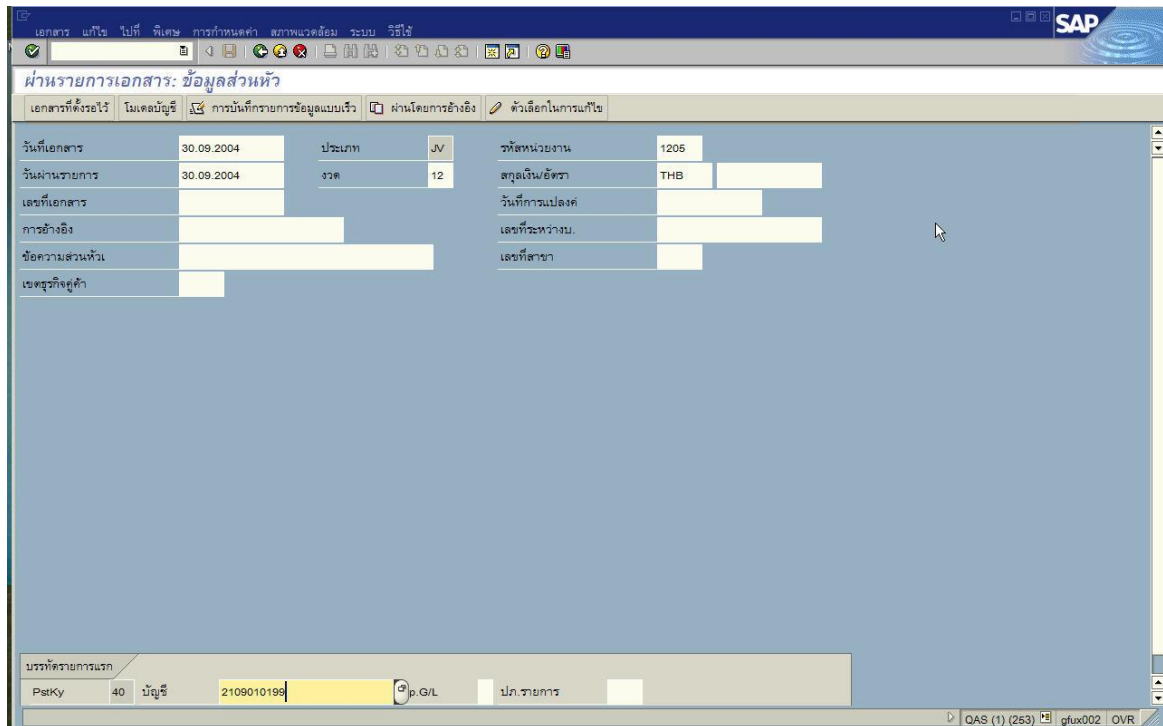 เอกสาร แก้ไข ไปที่ พิเศษ การกำหนดค่า สภาพแวดล้อม ระบบ วิธีใช้
SAP
ผ่านรายการเอกสาร: ข้อมูลส่วนหัว
เอกสารที่ตั้งรอไว้ โมเดลบัญชี การบันทึกรายการข้อมูลแบบเร็ว ผ่านโดยการอ้างอิง ตัวเลือกในการแก้ไข
วันที่เอกสาร 30.09.2004 ประเภท JV รหัสหน่วยงาน 1205
วันผ่านรายการ 30.09.2004 งวด 12 สกุลเงิน/อัตรา THB
เลขที่เอกสาร วันที่การแปลงค่
การอ้างอิง เลขที่ระหว่างบ.
ข้อความส่วนหัวเ เลขที่สาขา
เขตธุรกิจคู่ค้า
บรรทัดรายการแรก
PstKy 40 บัญชี 2109010199 p.G/L ปภ.รายการ
QAS (1) (253) gfux002 OVR